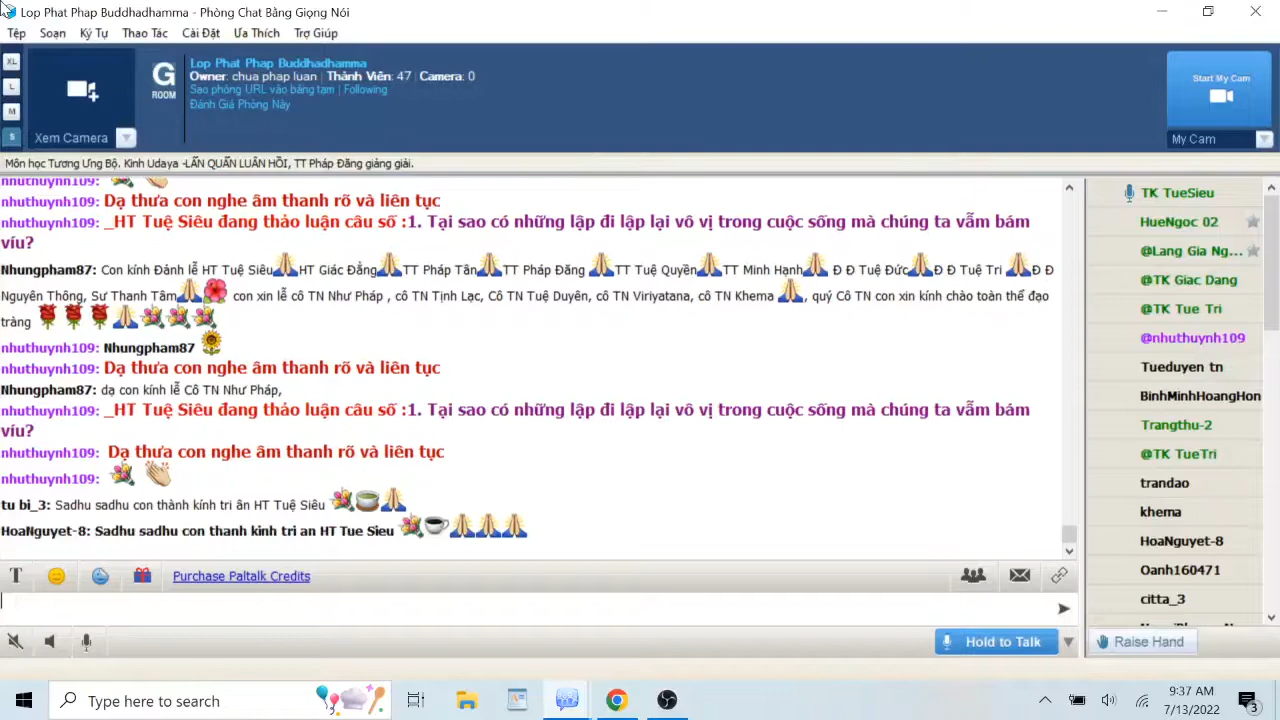 Lop Phat Phap Buddhadhamma - Phòng Chat Bằng Giọng Nói
Tệp Soạn Ký Tự Thao Tác Cài Đặt Ưa Thích Trợ Giúp
XL
L
M
S
Xem Camera
G
ROOM
Lop Phat Phap Buddhadhamma
Owner: chua phap luan | Thành Viên: 47 | Camera: 0
Sao phòng URL vào bảng tạm | Following
Đánh Giá Phòng Này
Start My Cam
My Cam
Môn học Tương Ưng Bộ. Kinh Udaya -LẨN QUẨN LUÂN HỒI, TT Pháp Đăng giảng giải.
nhuthuynh109:
nhuthuynh109: Dạ thưa con nghe âm thanh rõ và liên tục
nhuthuynh109: _HT Tuệ Siêu đang thảo luận câu số :1. Tại sao có những lập đi lập lại vô vị trong cuộc sống mà chúng ta vẫm bám
víu?
Nhungpham87: Con kính Đảnh lễ HT Tuệ Siêu HT Giác Đẳng TT Pháp Tân TT Pháp Đăng TT Tuệ Quyền TT Minh Hạnh Đ Đ Tuệ Đức Đ Đ Tuệ Tri Đ Đ
Nguyên Thông, Sư Thanh Tâm con xin lễ cô TN Như Pháp , cô TN Tịnh Lạc, Cô TN Tuệ Duyên, cô TN Viriyatana, cô TN Khema , quý Cô TN con xin kính chào toàn thể đạo
tràng
nhuthuynh109: Nhungpham87
nhuthuynh109: Dạ thưa con nghe âm thanh rõ và liên tục
Nhungpham87: dạ con kính lễ Cô TN Như Pháp,
nhuthuynh109: _HT Tuệ Siêu đang thảo luận câu số :1. Tại sao có những lập đi lập lại vô vị trong cuộc sống mà chúng ta vẫm bám
víu?
nhuthuynh109: Dạ thưa con nghe âm thanh rõ và liên tục
nhuthuynh109:
tu bi_3: Sadhu sadhu con thành kính tri ân HT Tuệ Siêu
HoaNguyet-8: Sadhu sadhu con thanh kinh tri an HT Tue Sieu
TK TueSieu
HueNgoc 02
@Lang Gia Ng...
@TK Giac Dang
@TK Tue Tri
@nhuthuynh109
Tueduyen tn
BinhMinhHoangHon
Trangthu-2
@TK TueTri
trandao
khema
HoaNguyet-8
Oanh160471
citta_3
T
Purchase Paltalk Credits
Hold to Talk
Raise Hand
Type here to search
9:37 AM
7/13/2022
3